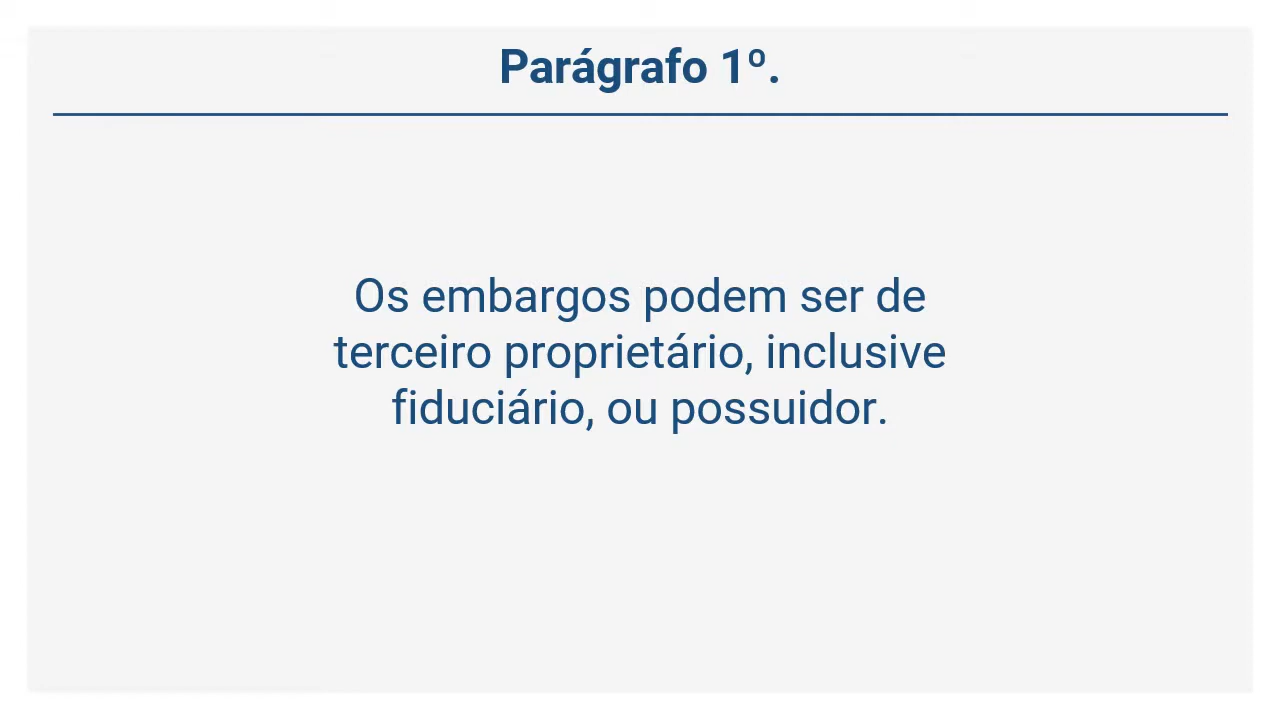 Parágrafo 1º.
Os embargos podem ser de
terceiro proprietário, inclusive
fiduciário, ou possuidor.